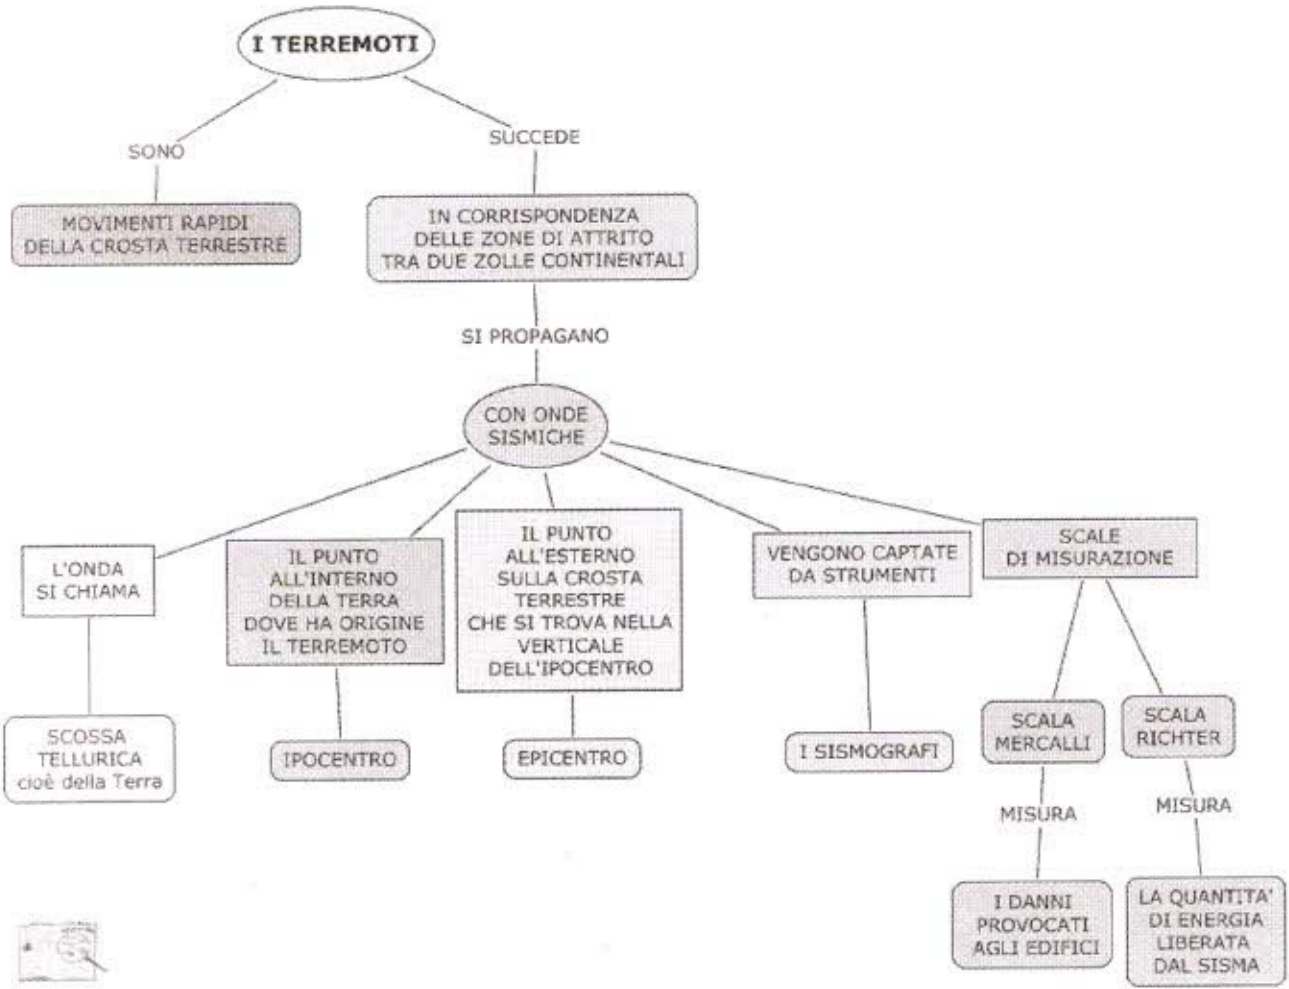 I TERREMOTI
SONO
SUCCEDE
MOVIMENTI RAPIDI
DELLA CROSTA TERRESTRE
IN CORRISPONDENZA
DELLE ZONE DI ATTRITO
TRA DUE ZOLLE CONTINENTALI
SI PROPAGANO
CON ONDE
SISMICHE
L'ONDA
SI CHIAMA
IL PUNTO
ALL'INTERNO
DELLA TERRA
DOVE HA ORIGINE
IL TERREMOTO
IL PUNTO
ALL'ESTERNO
SULLA CROSTA
TERRESTRE
CHE SI TROVA NELLA
VERTICALE
DELL'IPOCENTRO
VENGONO CAPTATE
DA STRUMENTI
SCALE
DI MISURAZIONE
SCOSSA
TELLURICA
cioè della Terra
IPOCENTRO
EPICENTRO
I SISMOGRAFI
SCALA
MERCALLI
SCALA
RICHTER
MISURA
MISURA
I DANNI
PROVOCATI
AGLI EDIFICI
LA QUANTITA'
DI ENERGIA
LIBERATA
DAL SISMA